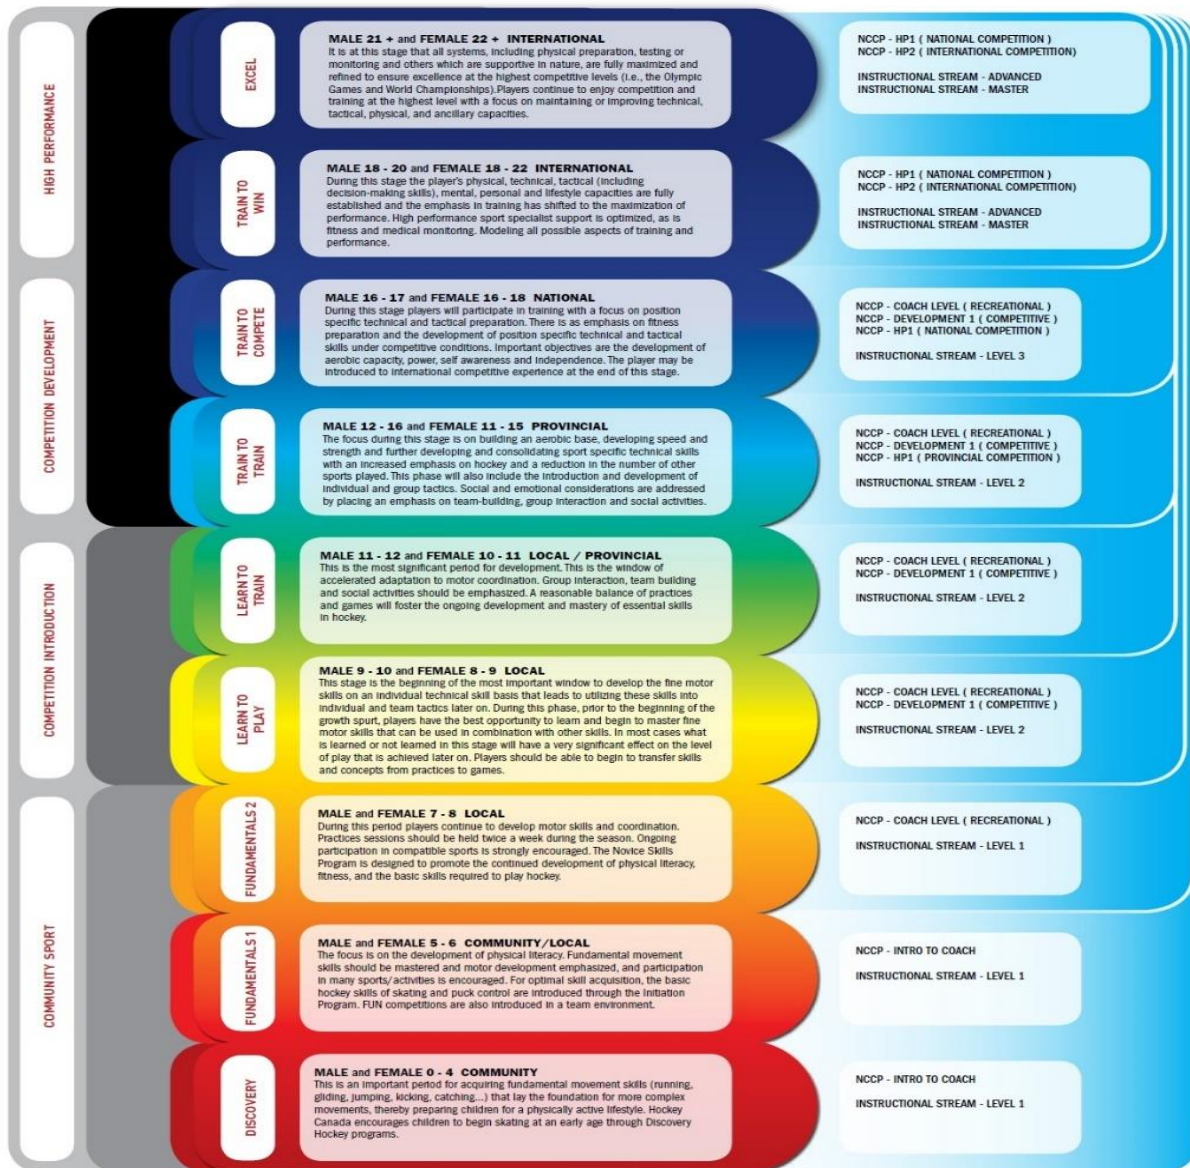 HIGH PERFORMANCE
EXCEL
MALE 21 + and FEMALE 22 + INTERNATIONAL
It is at this stage that all systems, including physical preparation, testing or
monitoring and others which are supportive in nature, are fully maximized and
refined to ensure excellence at the highest competitive levels (i.e., the Olympic
Games and World Championships).Players continue to enjoy competition and
training at the highest level with a focus on maintaining or improving technical,
tactical, physical, and ancillary capacities.
NCCP - HP1 ( NATIONAL COMPETITION )
NCCP - HP2 ( INTERNATIONAL COMPETITION)
INSTRUCTIONAL STREAM - ADVANCED
INSTRUCTIONAL STREAM - MASTER
TRAIN TO
WIN
MALE 18 - 20 and FEMALE 18 - 22 INTERNATIONAL
During this stage the player's physical, technical, tactical (including
decision-making skills), mental, personal and lifestyle capacities are fully
established and the emphasis in training has shifted to the maximization of
performance. High performance sport specialist support is optimized, as is
fitness and medical monitoring. Modeling all possible aspects of training and
performance.
NCCP - HP1 ( NATIONAL COMPETITION )
NCCP - HP2 ( INTERNATIONAL COMPETITION)
INSTRUCTIONAL STREAM - ADVANCED
INSTRUCTIONAL STREAM - MASTER
COMPETITION DEVELOPMENT
TRAIN TO
COMPETE
MALE 16 - 17 and FEMALE 16 - 18 NATIONAL
During this stage players will participate in training with a focus on position
specific technical and tactical preparation. There is as emphasis on fitness
preparation and the development of position specific technical and tactical
skills under competitive conditions. Important objectives are the development of
aerobic capacity, power, self awareness and independence. The player may be
introduced to international competitive experience at the end of this stage.
NCCP - COACH LEVEL ( RECREATIONAL )
NCCP - DEVELOPMENT 1 ( COMPETITIVE )
NCCP - HP1 ( NATIONAL COMPETITION )
INSTRUCTIONAL STREAM - LEVEL 3
TRAIN TO
TRAIN
MALE 12 - 16 and FEMALE 11 - 15 PROVINCIAL
The focus during this stage is on building an aerobic base, developing speed and
strength and further developing and consolidating sport specific technical skills
with an increased emphasis on hockey and a reduction in the number of other
sports played. This phase will also include the introduction and development of
individual and group tactics. Social and emotional considerations are addressed
by placing an emphasis on team-building, group interaction and social activities.
NCCP - COACH LEVEL ( RECREATIONAL )
NCCP - DEVELOPMENT 1 ( COMPETITIVE )
NCCP - HP1 ( PROVINCIAL COMPETITION )
INSTRUCTIONAL STREAM - LEVEL 2
COMPETITION INTRODUCTION
LEARN TO
TRAIN
MALE 11 - 12 and FEMALE 10 - 11 LOCAL / PROVINCIAL
This is the most significant period for development. This is the window of
accelerated adaptation to motor coordination. Group interaction, team building
and social activities should be emphasized. A reasonable balance of practices
and games will foster the ongoing development and mastery of essential skills
in hockey.
NCCP - COACH LEVEL ( RECREATIONAL )
NCCP - DEVELOPMENT 1 ( COMPETITIVE )
INSTRUCTIONAL STREAM - LEVEL 2
LEARN TO
PLAY
MALE 9 - 10 and FEMALE 8 - 9 LOCAL
This stage is the beginning of the most important window to develop the fine motor
skills on an individual technical skill basis that leads to utilizing these skills into
individual and team tactics later on. During this phase, prior to the beginning of the
growth spurt, players have the best opportunity to learn and begin to master fine
motor skills that can be used in combination with other skills. In most cases what
is learned or not learned in this stage will have a very significant effect on the level
of play that is achieved later on. Players should be able to begin to transfer skills
and concepts from practices to games.
NCCP - COACH LEVEL ( RECREATIONAL )
NCCP - DEVELOPMENT 1 ( COMPETITIVE )
INSTRUCTIONAL STREAM - LEVEL 2
COMMUNITY SPORT
FUNDAMENTALS 2
MALE and FEMALE 7 - 8 LOCAL
During this period players continue to develop motor skills and coordination.
Practices sessions should be held twice a week during the season. Ongoing
participation in compatible sports is strongly encouraged. The Novice Skills
Program is designed to promote the continued development of physical literacy,
fitness, and the basic skills required to play hockey.
NCCP - COACH LEVEL ( RECREATIONAL )
INSTRUCTIONAL STREAM - LEVEL 1
FUNDAMENTALS 1
MALE and FEMALE 5 - 6 COMMUNITY/LOCAL
The focus is on the development of physical literacy. Fundamental movement
skills should be mastered and motor development emphasized, and participation
in many sports/activities is encouraged. For optimal skill acquisition, the basic
hockey skills of skating and puck control are introduced through the Initiation
Program. FUN competitions are also introduced in a team environment.
NCCP - INTRO TO COACH
INSTRUCTIONAL STREAM - LEVEL 1
DISCOVERY
MALE and FEMALE 0 - 4 COMMUNITY
This is an important period for acquiring fundamental movement skills (running,
gliding, jumping, kicking, catching...) that lay the foundation for more complex
movements, thereby preparing children for a physically active lifestyle. Hockey
Canada encourages children to begin skating at an early age through Discovery
Hockey programs.
NCCP - INTRO TO COACH
INSTRUCTIONAL STREAM - LEVEL 1